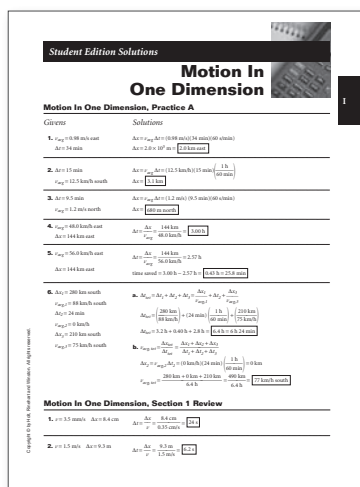 Student Edition Solutions
Motion In
One Dimension
I
Motion In One Dimension, Practice A
Givens Solutions
1. v_avg = 0.98 m/s east Δx = v_avg Δt = (0.98 m/s)(34 min)(60 s/min)
Δt = 34 min Δx = 2.0 × 10³ m = 2.0 km east
2. Δt = 15 min Δx = v_avg Δt = (12.5 km/h)(15 min)(1 h/60 min)
v_avg = 12.5 km/h south Δx = 3.1 km
3. Δt = 9.5 min Δx = v_avg Δt = (1.2 m/s) (9.5 min)(60 s/min)
v_avg = 1.2 m/s north Δx = 680 m north
4. v_avg = 48.0 km/h east Δt = Δx/v_avg = 144 km/48.0 km/h = 3.00 h
Δx = 144 km east
5. v_avg = 56.0 km/h east Δt = Δx/v_avg = 144 km/56.0 km/h = 2.57 h
Δx = 144 km east time saved = 3.00 h − 2.57 h = 0.43 h = 25.8 min
6. Δx₁ = 280 km south a. Δt_tot = Δt₁ + Δt₂ + Δt₃ = Δx₁/v_avg,1 + Δt₂ + Δx₃/v_avg,3
v_avg,1 = 88 km/h south
Δt₂ = 24 min Δt_tot = (280 km/88 km/h) + (24 min)(1 h/60 min) + (210 km/75 km/h)
v_avg,2 = 0 km/h Δt_tot = 3.2 h + 0.40 h + 2.8 h = 6.4 h = 6 h 24 min
Δx₃ = 210 km south b. v_avg,tot = Δx_tot/Δt_tot = Δx₁ + Δx₂ + Δx₃/Δt₁ + Δt₂ + Δt₃
v_avg,3 = 75 km/h south
Δx₂ = v_avg,2 Δt₂ = (0 km/h)(24 min)(1 h/60 min) = 0 km
v_avg,tot = 280 km + 0 km + 210 km/6.4 h = 490 km/6.4 h = 77 km/h south
Motion In One Dimension, Section 1 Review
1. v = 3.5 mm/s Δx = 8.4 cm Δt = Δx/v = 8.4 cm/0.35 cm/s = 24 s
2. v = 1.5 m/s Δx = 9.3 m Δt = Δx/v = 9.3 m/1.5 m/s = 6.2 s
Copyright © by Holt, Rinehart and Winston. All rights reserved.